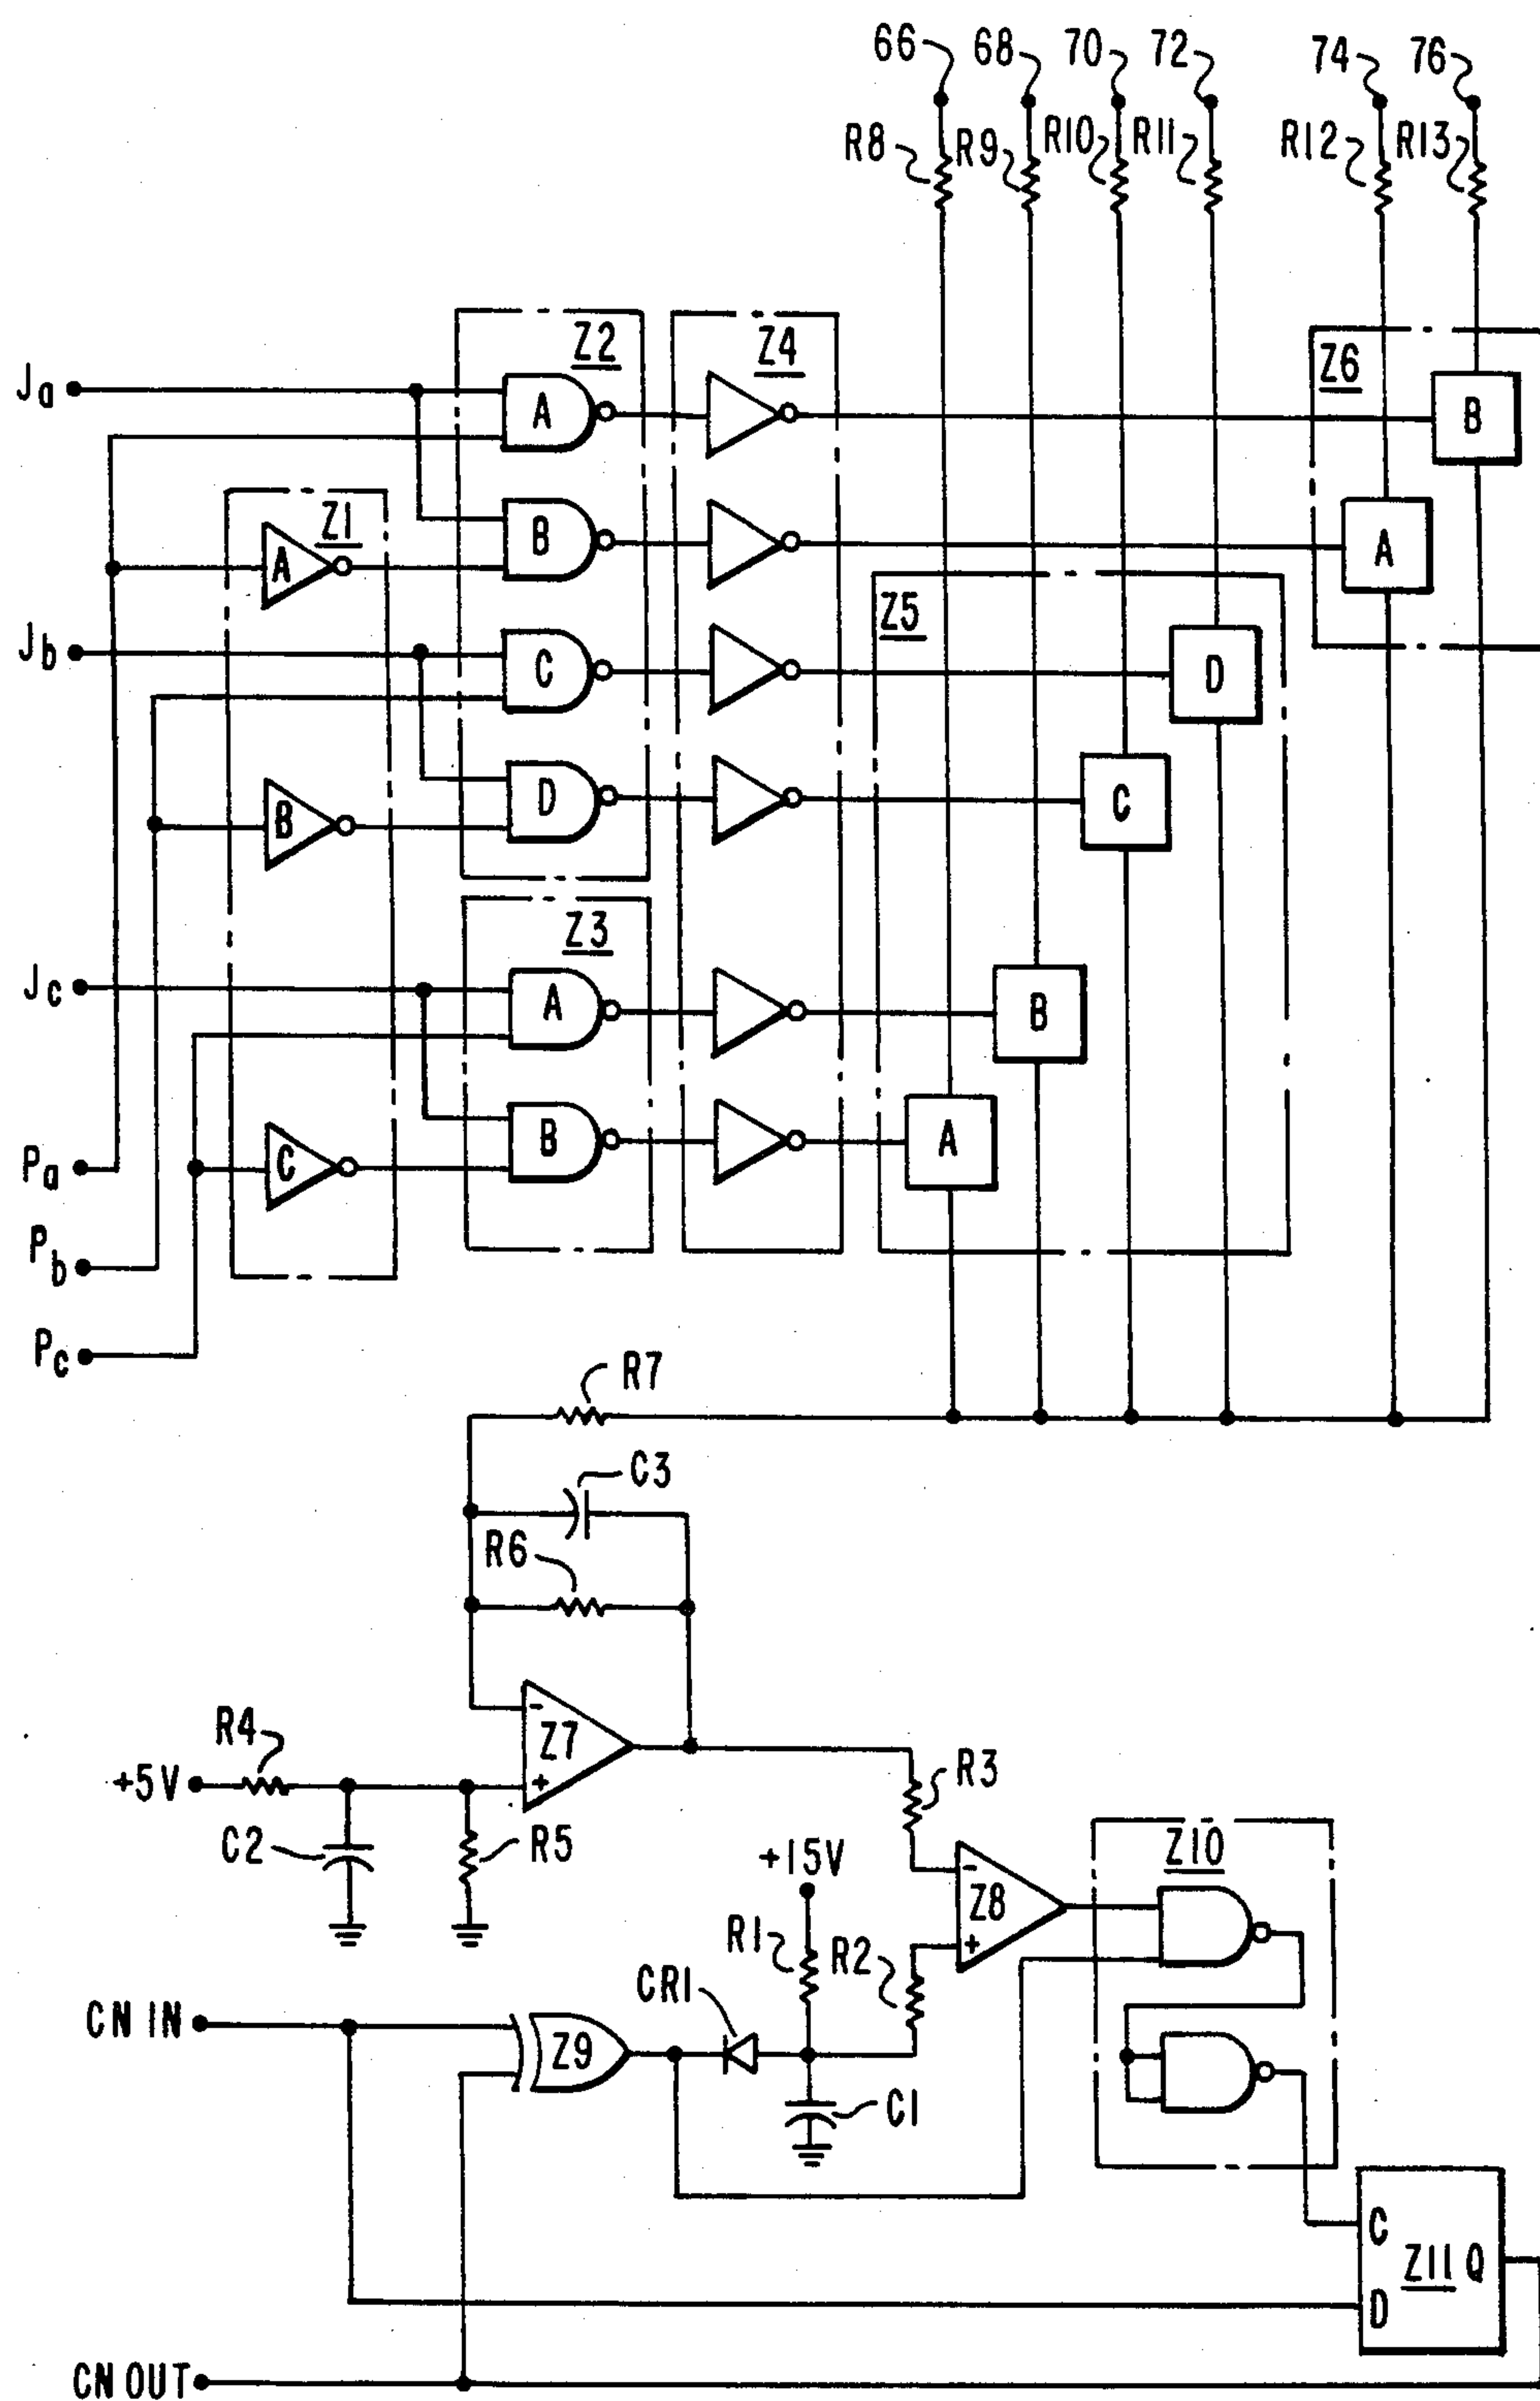 66 68 70 72 74 76
R8 R9 R10 R11 R12 R13
Z2 Z4 Z6
Ja A B
Z1 B A
A
Z5
Jb C D
B D C
Z3
Jc A B
Pa C B A
Pb
Pc
R7
C3
R6
R4 - Z7
+5V + R3
C2 R5 +15V Z10
- Z8
R1 R2 +
CR1
CN IN Z9
C1
C
Z11 Q
D
CN OUT